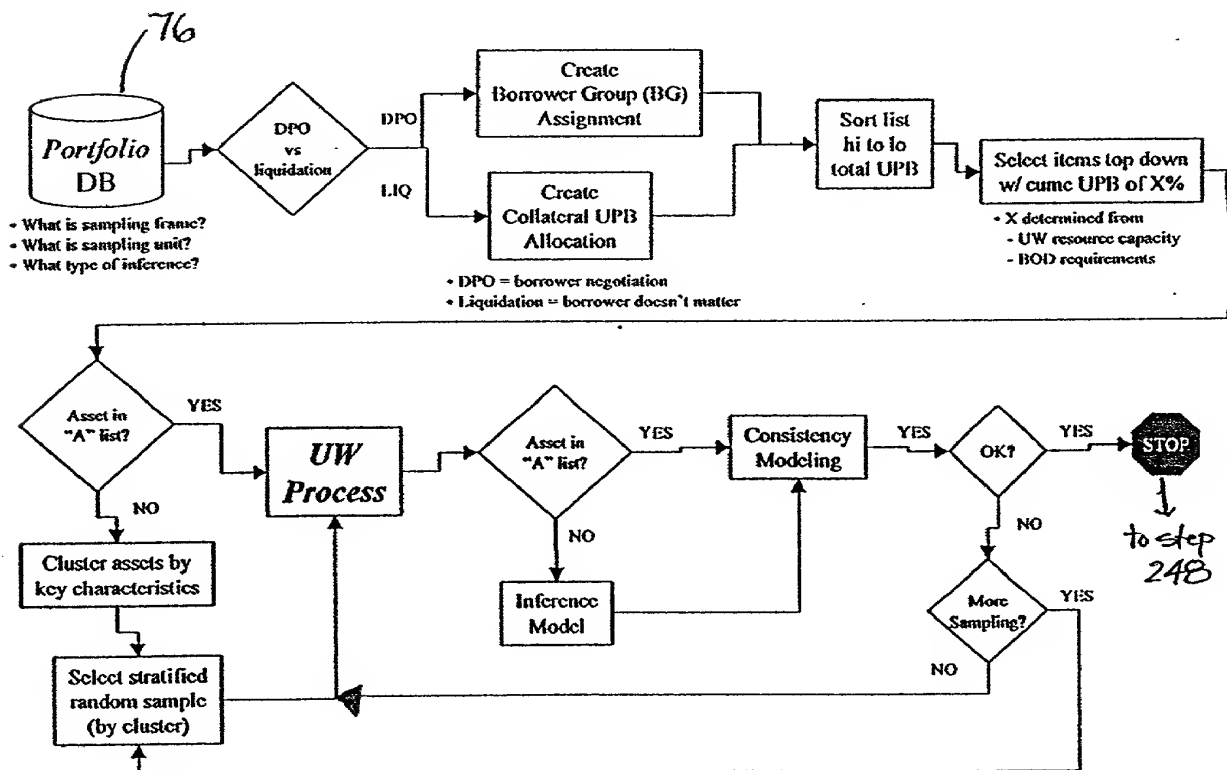 76
Portfolio
DB
• What is sampling frame?
• What is sampling unit?
• What type of inference?
DPO
vs
liquidation
DPO
LIQ
Create
Borrower Group (BG)
Assignment
Create
Collateral UPB
Allocation
• DPO = borrower negotiation
• Liquidation = borrower doesn't matter
Sort list
hi to lo
total UPB
Select items top down
w/ cume UPB of X%
• X determined from
- UW resource capacity
- BOD requirements
Asset in
"A" list?
YES
NO
Cluster assets by
key characteristics
Select stratified
random sample
(by cluster)
UW
Process
Asset in
"A" list?
YES
NO
Inference
Model
Consistency
Modeling
YES
OK?
YES
NO
STOP
to step
248
More
Sampling?
YES
NO